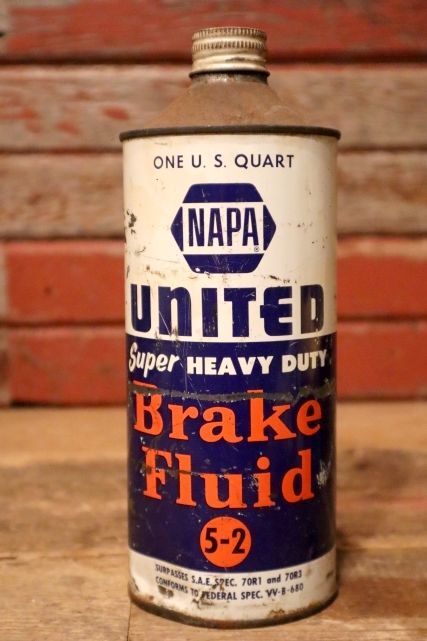 ONE U. S. QUART
NAPA
UNITED
Super HEAVY DUTY
Brake
Fluid
5-2
SURPASSES S.A.E. SPEC. 70R1 and 70R3
CONFORMS TO FEDERAL SPEC. VV-B-680